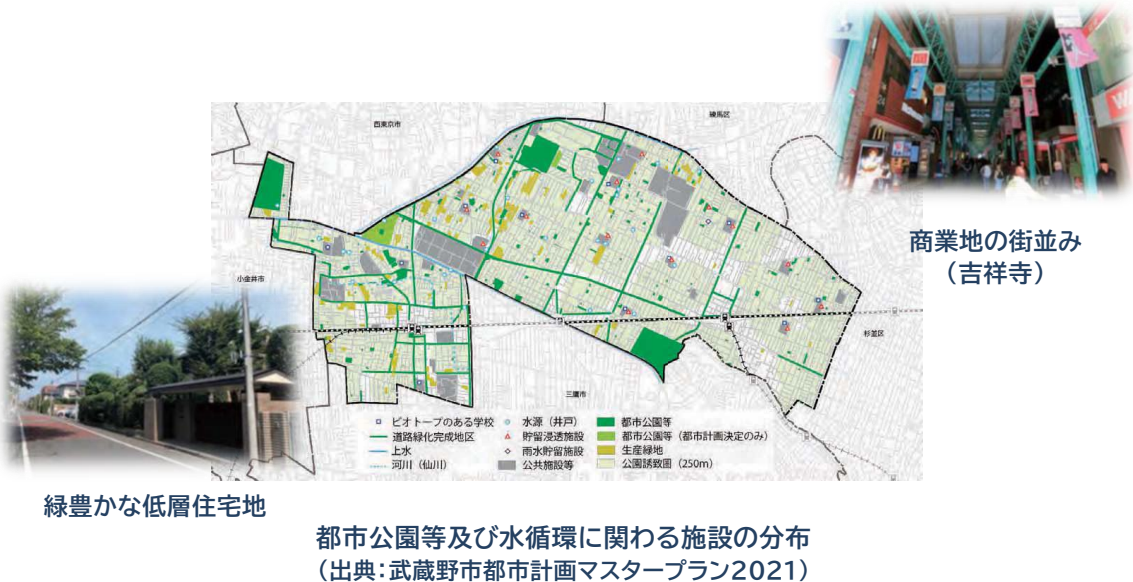 西東京市
練馬区
小金井市
杉並区
三鷹市
ビオトープのある学校
道路緑化完成地区
上水
河川（仙川）
水源（井戸）
貯留浸透施設
雨水貯留施設
公共施設等
都市公園等
都市公園等（都市計画決定のみ）
生産緑地
公園誘致圏（250m）
商業地の街並み
（吉祥寺）
緑豊かな低層住宅地
都市公園等及び水循環に関わる施設の分布
（出典：武蔵野市都市計画マスタープラン2021）